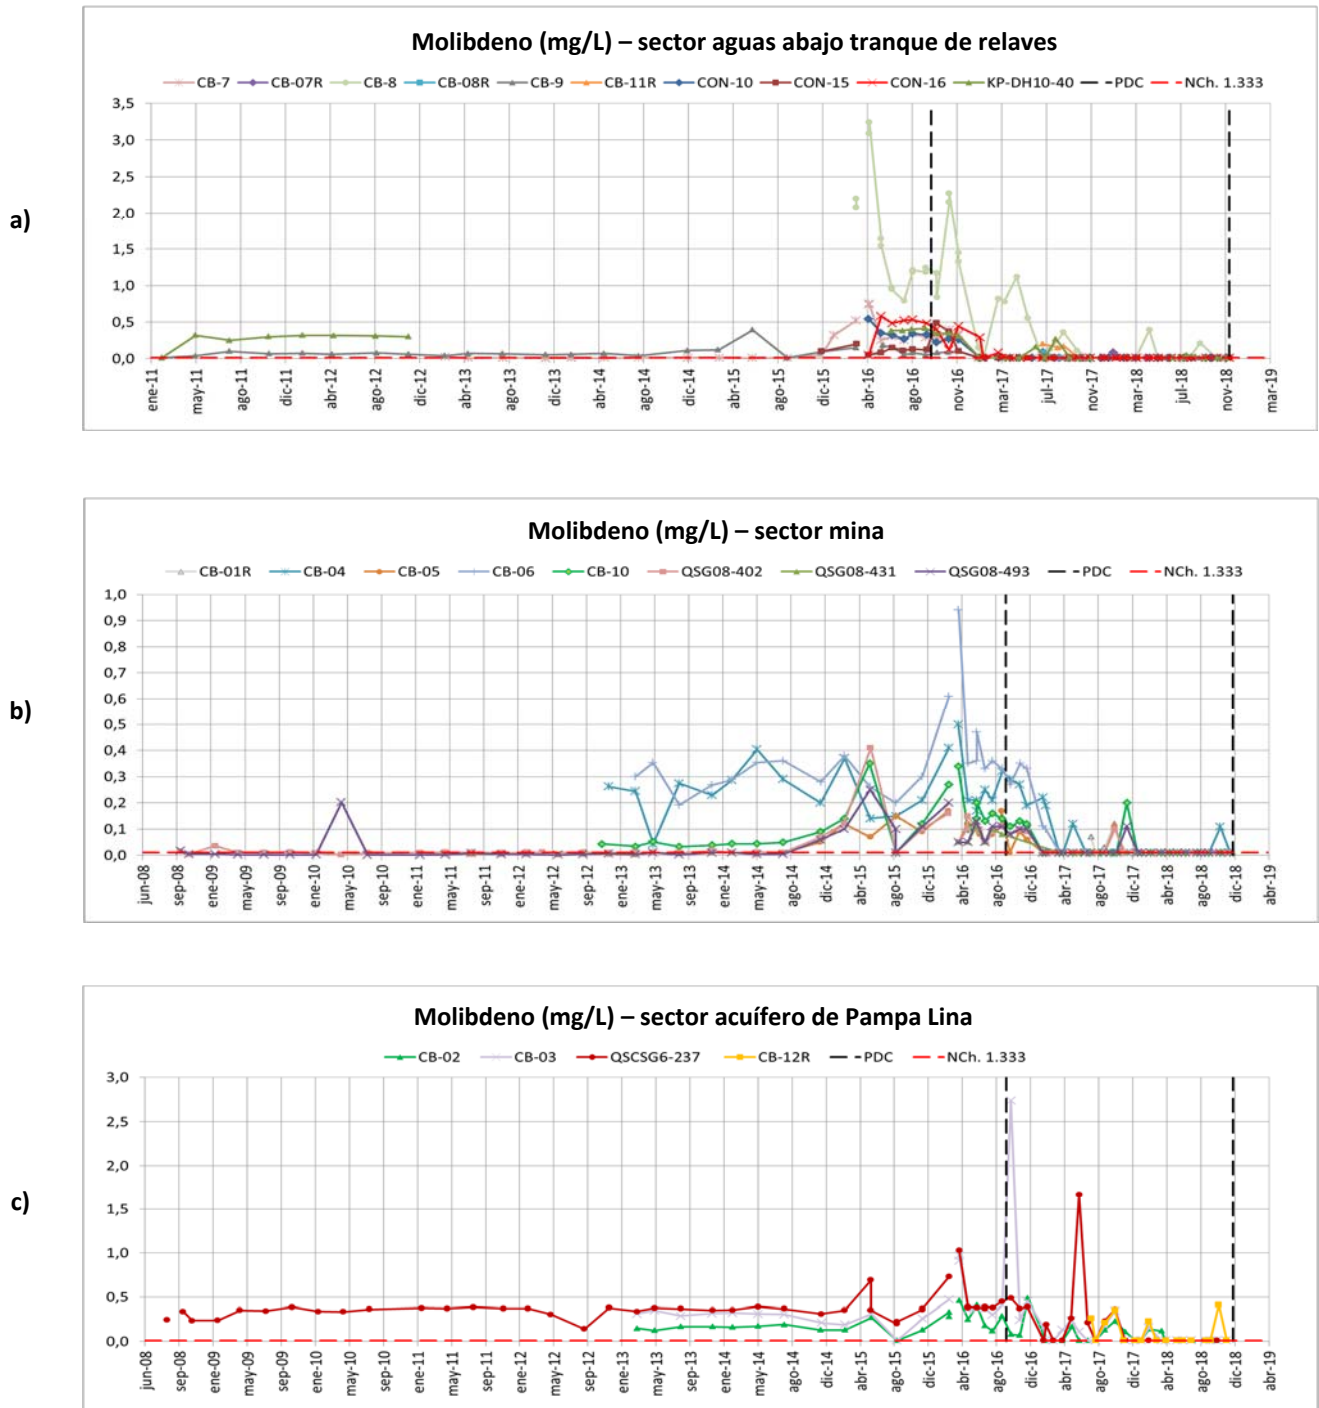 a)
Molibdeno (mg/L) – sector aguas abajo tranque de relaves
CB-7 CB-07R CB-8 CB-08R CB-9 CB-11R CON-10 CON-15 CON-16 KP-DH10-40 PDC NCh. 1.333
3,5
3,0
2,5
2,0
1,5
1,0
0,5
0,0
ene-11 may-11 ago-11 dic-11 abr-12 ago-12 dic-12 abr-13 ago-13 dic-13 abr-14 ago-14 dic-14 abr-15 ago-15 dic-15 abr-16 ago-16 nov-16 mar-17 jul-17 nov-17 mar-18 jul-18 nov-18 mar-19
b)
Molibdeno (mg/L) – sector mina
CB-01R CB-04 CB-05 CB-06 CB-10 QSG08-402 QSG08-431 QSG08-493 PDC NCh. 1.333
1,0
0,9
0,8
0,7
0,6
0,5
0,4
0,3
0,2
0,1
0,0
jun-08 sep-08 ene-09 may-09 sep-09 ene-10 may-10 sep-10 ene-11 may-11 sep-11 ene-12 may-12 sep-12 ene-13 may-13 sep-13 ene-14 may-14 ago-14 dic-14 abr-15 ago-15 dic-15 abr-16 ago-16 dic-16 abr-17 ago-17 dic-17 abr-18 ago-18 dic-18 abr-19
c)
Molibdeno (mg/L) – sector acuífero de Pampa Lina
CB-02 CB-03 QSCSG6-237 CB-12R PDC NCh. 1.333
3,0
2,5
2,0
1,5
1,0
0,5
0,0
jun-08 sep-08 ene-09 may-09 sep-09 ene-10 may-10 sep-10 ene-11 may-11 sep-11 ene-12 may-12 sep-12 ene-13 may-13 sep-13 ene-14 may-14 ago-14 dic-14 abr-15 ago-15 dic-15 abr-16 ago-16 dic-16 abr-17 ago-17 dic-17 abr-18 ago-18 dic-18 abr-19